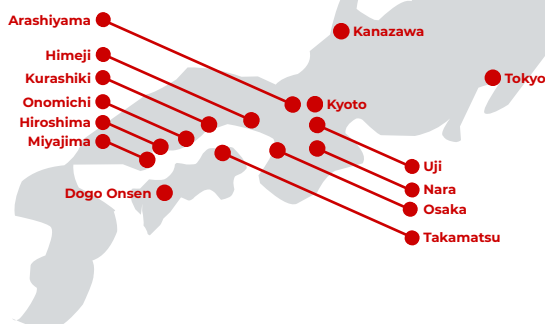 Arashiyama
Kanazawa
Himeji
Kurashiki
Tokyo
Onomichi
Kyoto
Hiroshima
Miyajima
Uji
Dogo Onsen
Nara
Osaka
Takamatsu